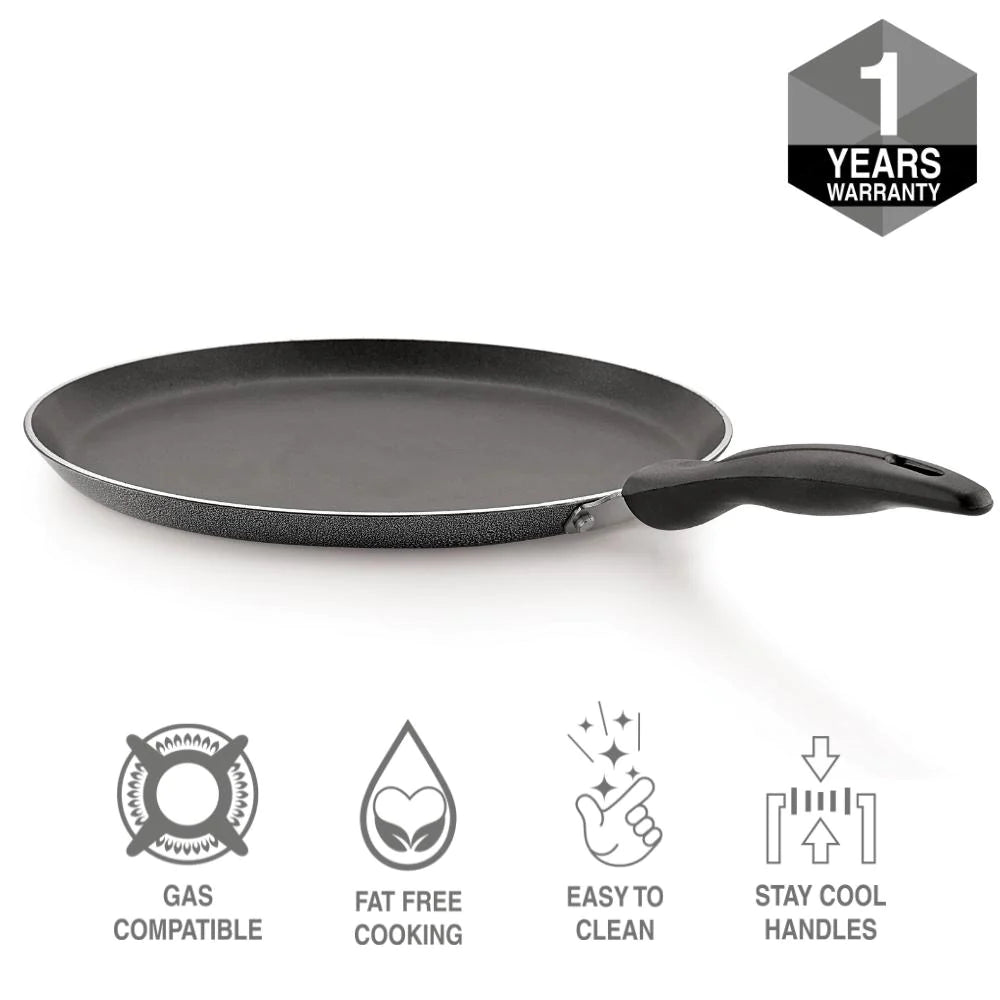 1
YEARS
WARRANTY
GAS
COMPATIBLE
FAT FREE
COOKING
EASY TO
CLEAN
STAY COOL
HANDLES